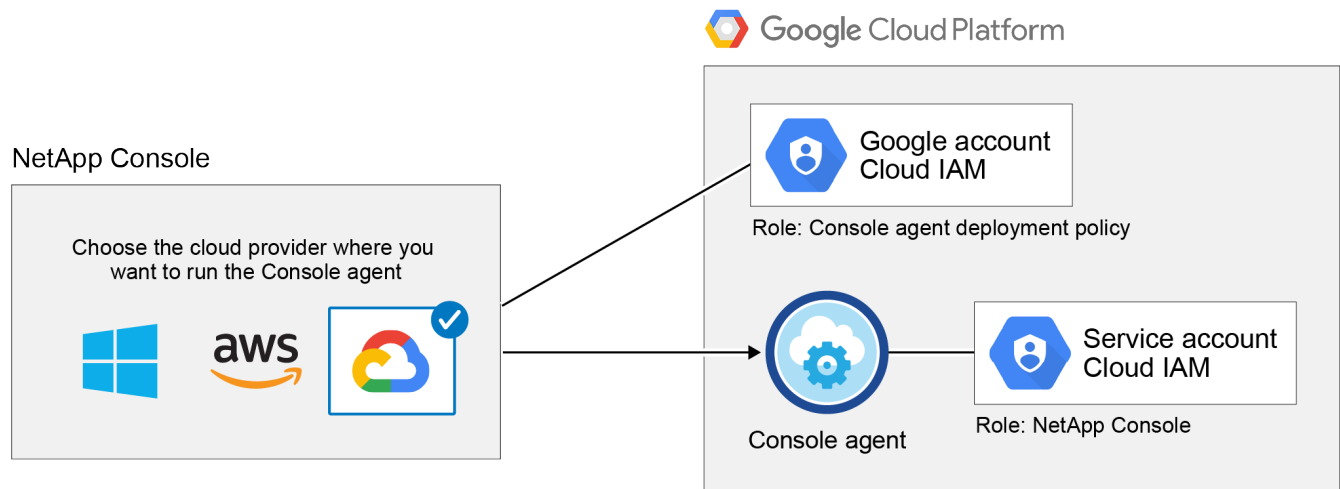 Google Cloud Platform
NetApp Console
Choose the cloud provider where you
want to run the Console agent
aws
Google account
Cloud IAM
Role: Console agent deployment policy
Console agent
Service account
Cloud IAM
Role: NetApp Console